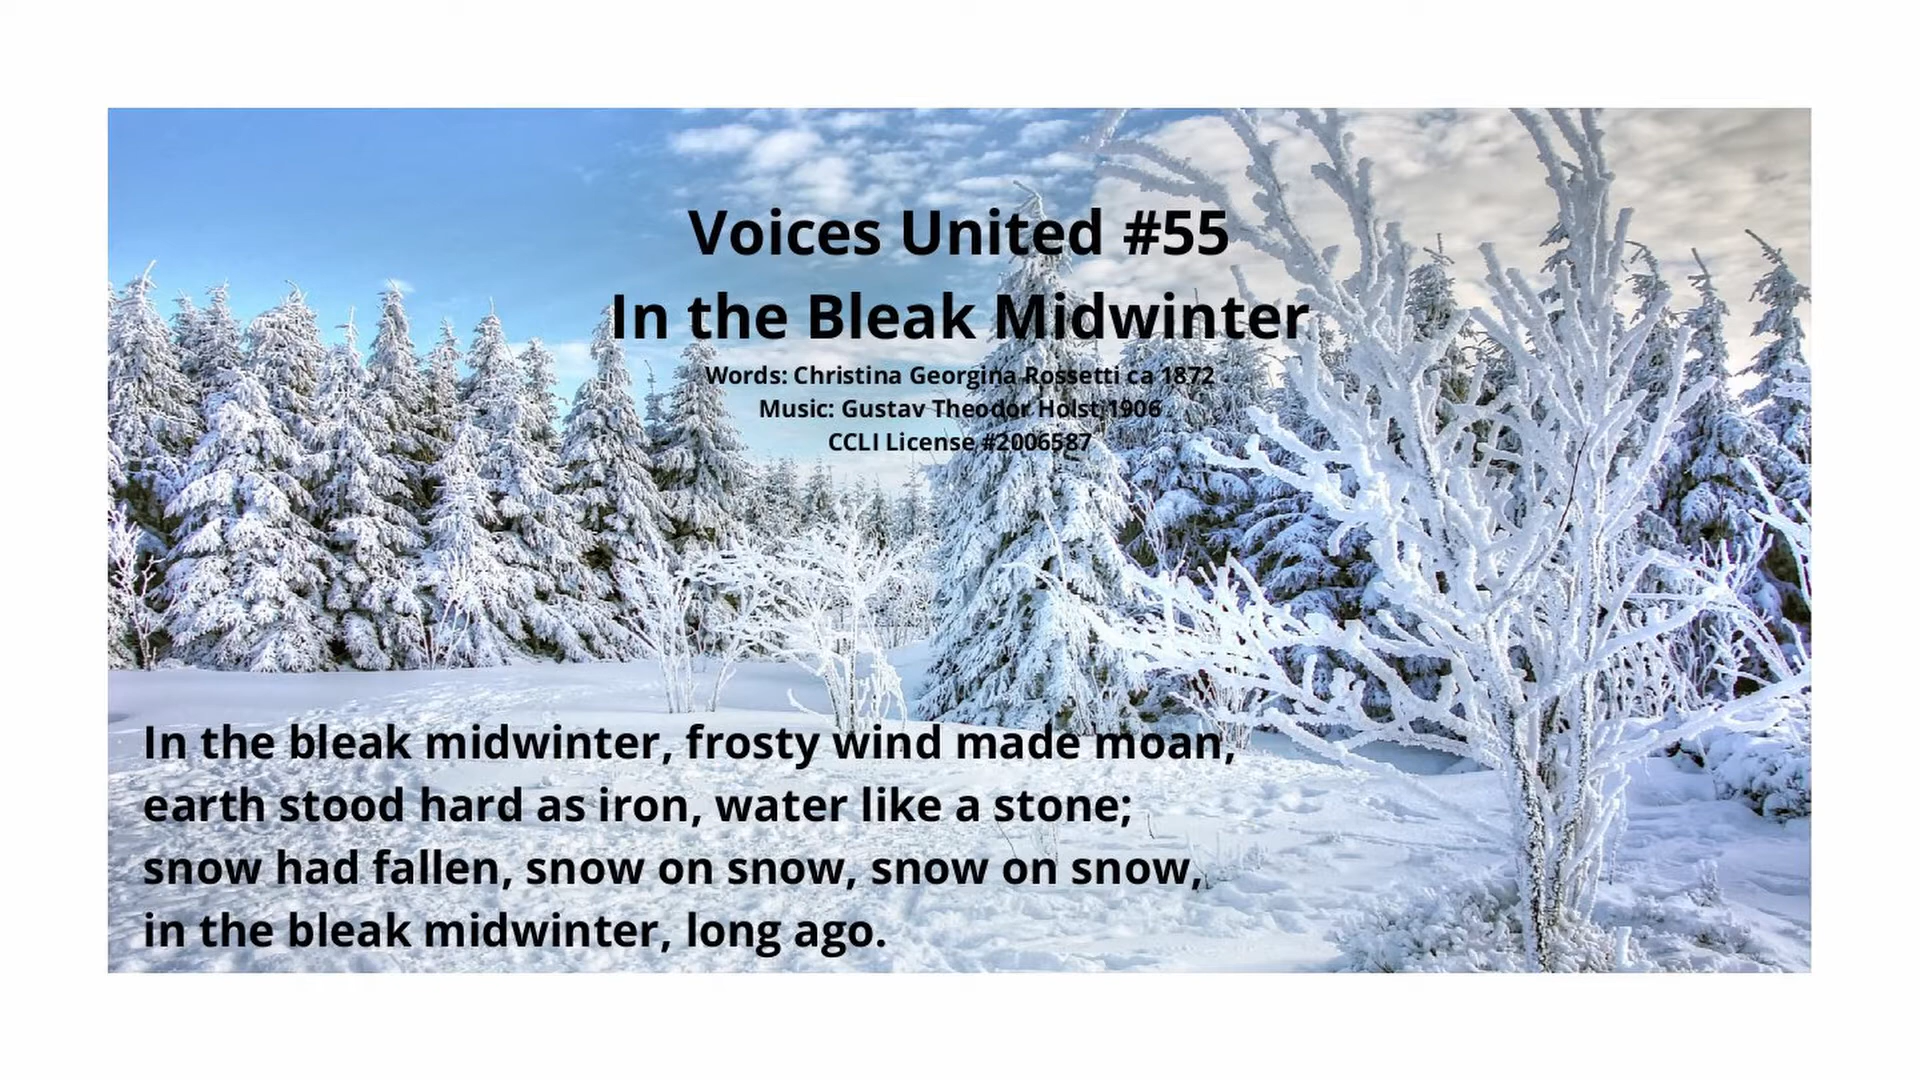 Voices United #55
In the Bleak Midwinter
Words: Christina Georgina Rossetti ca 1872
Music: Gustav Theodor Holst 1906
CCLI License #2006587
In the bleak midwinter, frosty wind made moan,
earth stood hard as iron, water like a stone;
snow had fallen, snow on snow, snow on snow,
in the bleak midwinter, long ago.